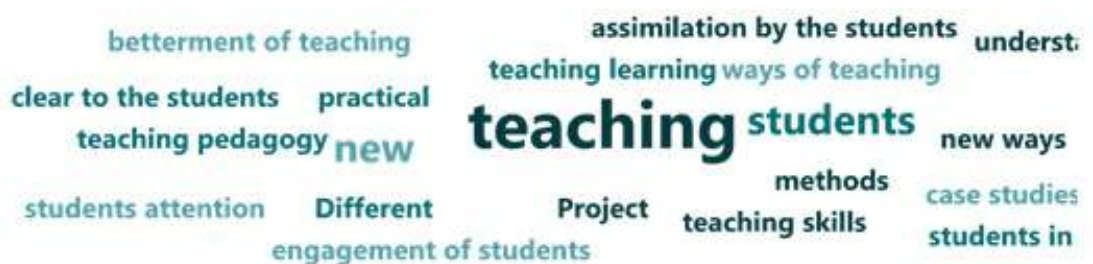 assimilation by the students
betterment of teaching
underst
teaching learning
ways of teaching
clear to the students
practical
teaching
students
teaching pedagogy
new
new ways
methods
case studies
students attention
Different
Project
teaching skills
students in
engagement of students